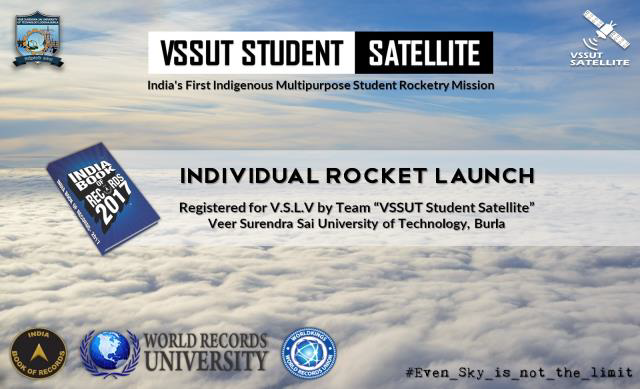 VSSUT STUDENT SATELLITE
India's First Indigenous Multipurpose Student Rocketry Mission
VSSUT
SATELLITE
INDIA
BOOK
OF
RECORDS
2017
INDIVIDUAL ROCKET LAUNCH
Registered for V.S.L.V by Team “VSSUT Student Satellite”
Veer Surendra Sai University of Technology, Burla
INDIA
BOOK OF RECORDS
WORLD RECORDS
UNIVERSITY
WORLDKINGS
WORLD RECORDS UNION
#Even_Sky_is_not_the_limit